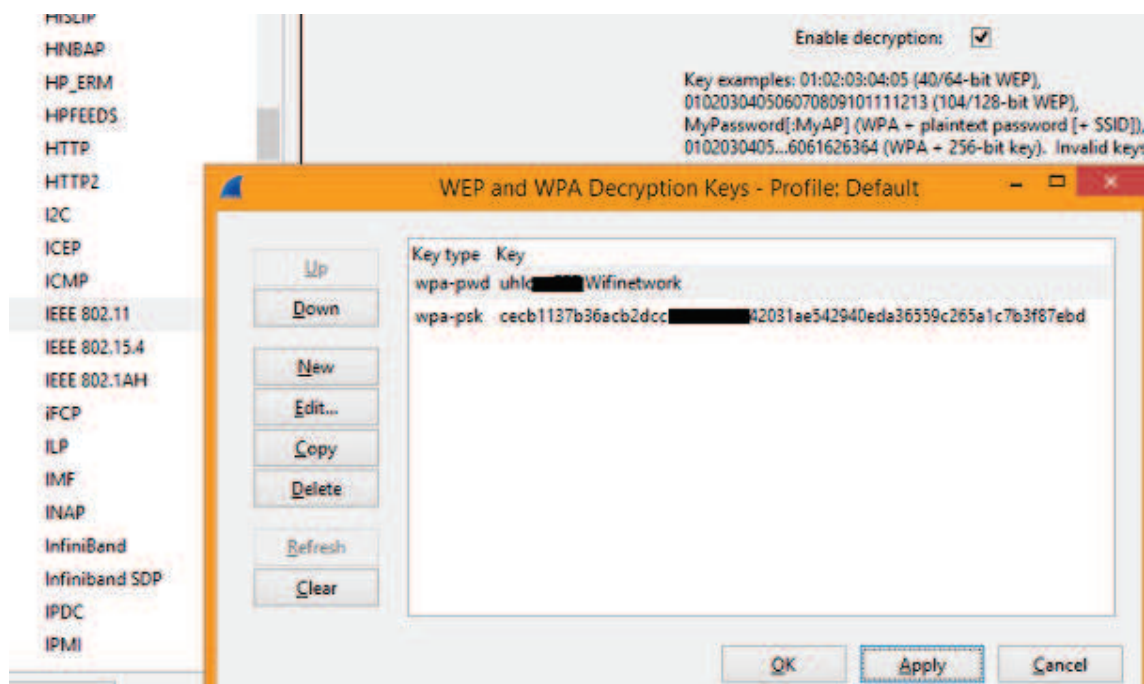 HISLIP
HNBAP
HP_ERM
HPFEEDS
HTTP
HTTP2
I2C
ICEP
ICMP
IEEE 802.11
IEEE 802.15.4
IEEE 802.1AH
iFCP
ILP
IMF
INAP
InfiniBand
Infiniband SDP
IPDC
IPMI
Enable decryption:
Key examples: 01:02:03:04:05 (40/64-bit WEP),
010203040506070809101111213 (104/128-bit WEP),
MyPassword[:MyAP] (WPA + plaintext password [+ SSID]),
0102030405...6061626364 (WPA + 256-bit key). Invalid keys
WEP and WPA Decryption Keys - Profile: Default
Up
Down
New
Edit...
Copy
Delete
Refresh
Clear
Key type Key
wpa-pwd Wifinetwork
wpa-psk cecb1137b36acb2dcc 42031ae542940eda36559c265a1c7b3f87ebd
OK Apply Cancel